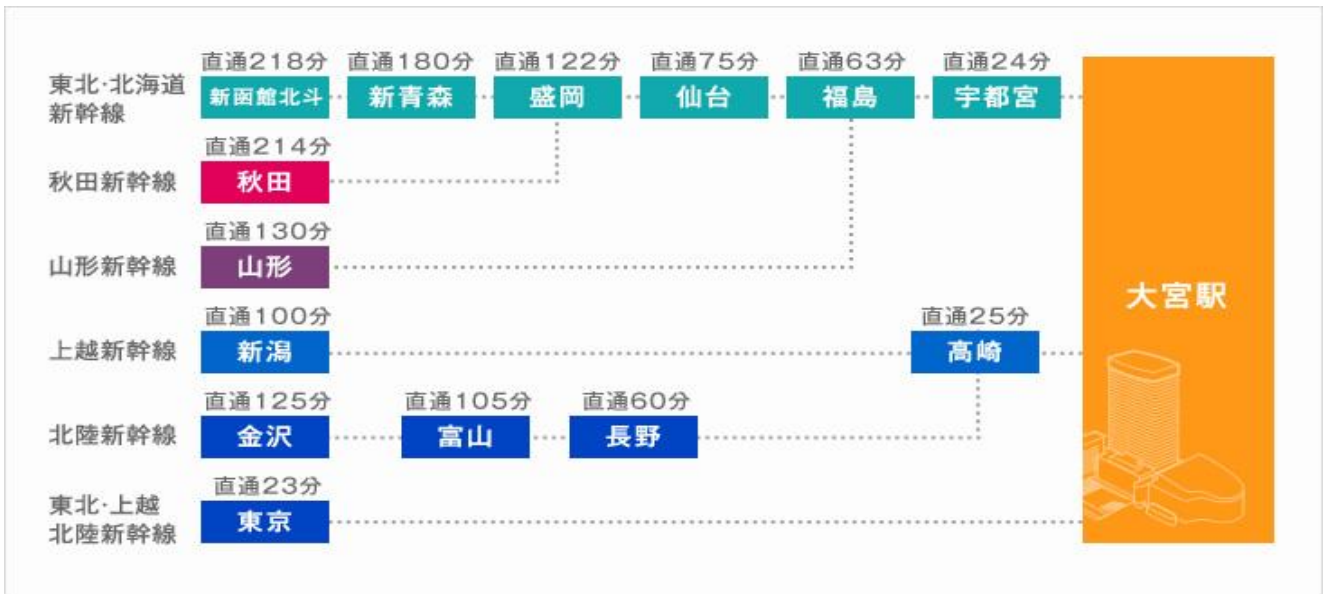 直通218分 直通180分 直通122分 直通75分 直通63分 直通24分
東北·北海道
新幹線
新函館北斗 新青森 盛岡 仙台 福島 宇都宮
直通214分
秋田新幹線 秋田
直通130分
山形新幹線 山形
大宮駅
直通100分 直通25分
上越新幹線 新潟 高崎
直通125分 直通105分 直通60分
北陸新幹線 金沢 富山 長野
直通23分
東北·上越
北陸新幹線
東京